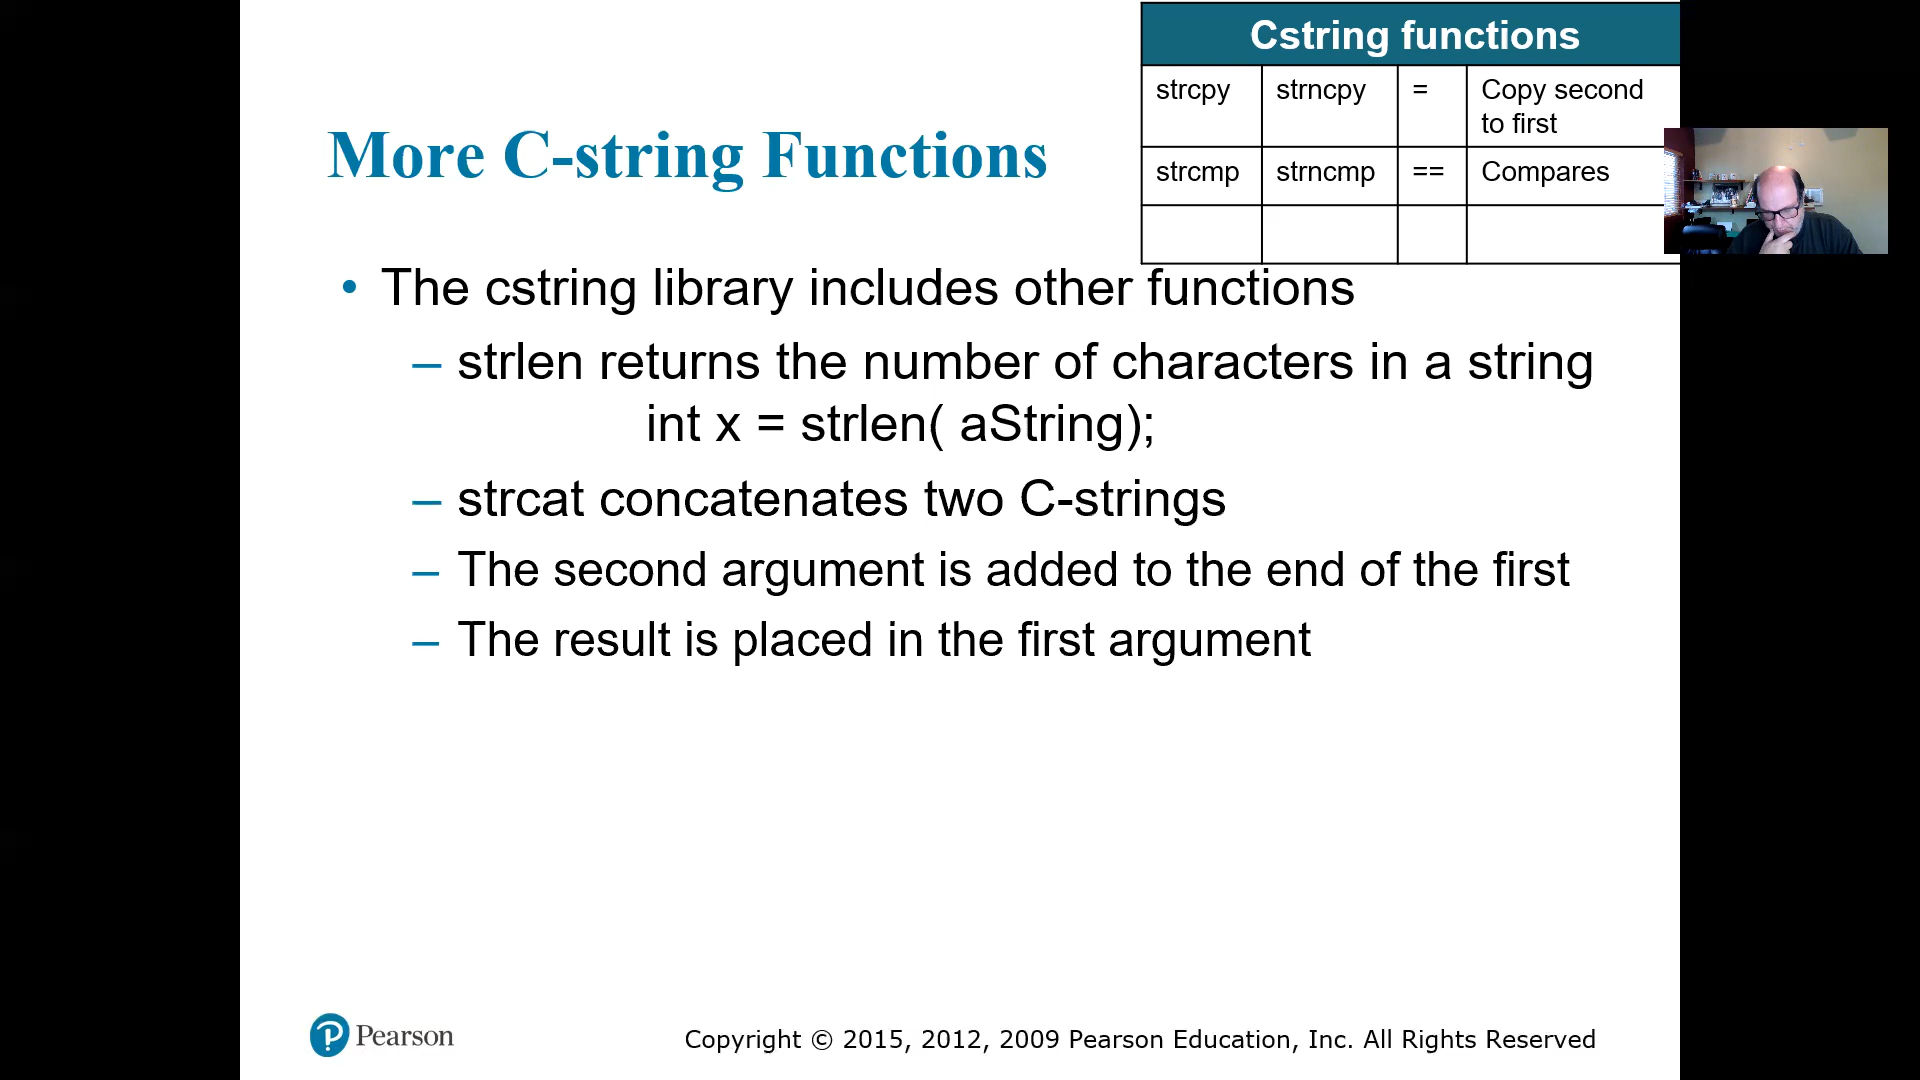 Cstring functions
strcpy strncpy = Copy second
to first
strcmp strncmp == Compares
More C-string Functions
• The cstring library includes other functions
– strlen returns the number of characters in a string
int x = strlen( aString);
– strcat concatenates two C-strings
– The second argument is added to the end of the first
– The result is placed in the first argument
Pearson
Copyright © 2015, 2012, 2009 Pearson Education, Inc. All Rights Reserved